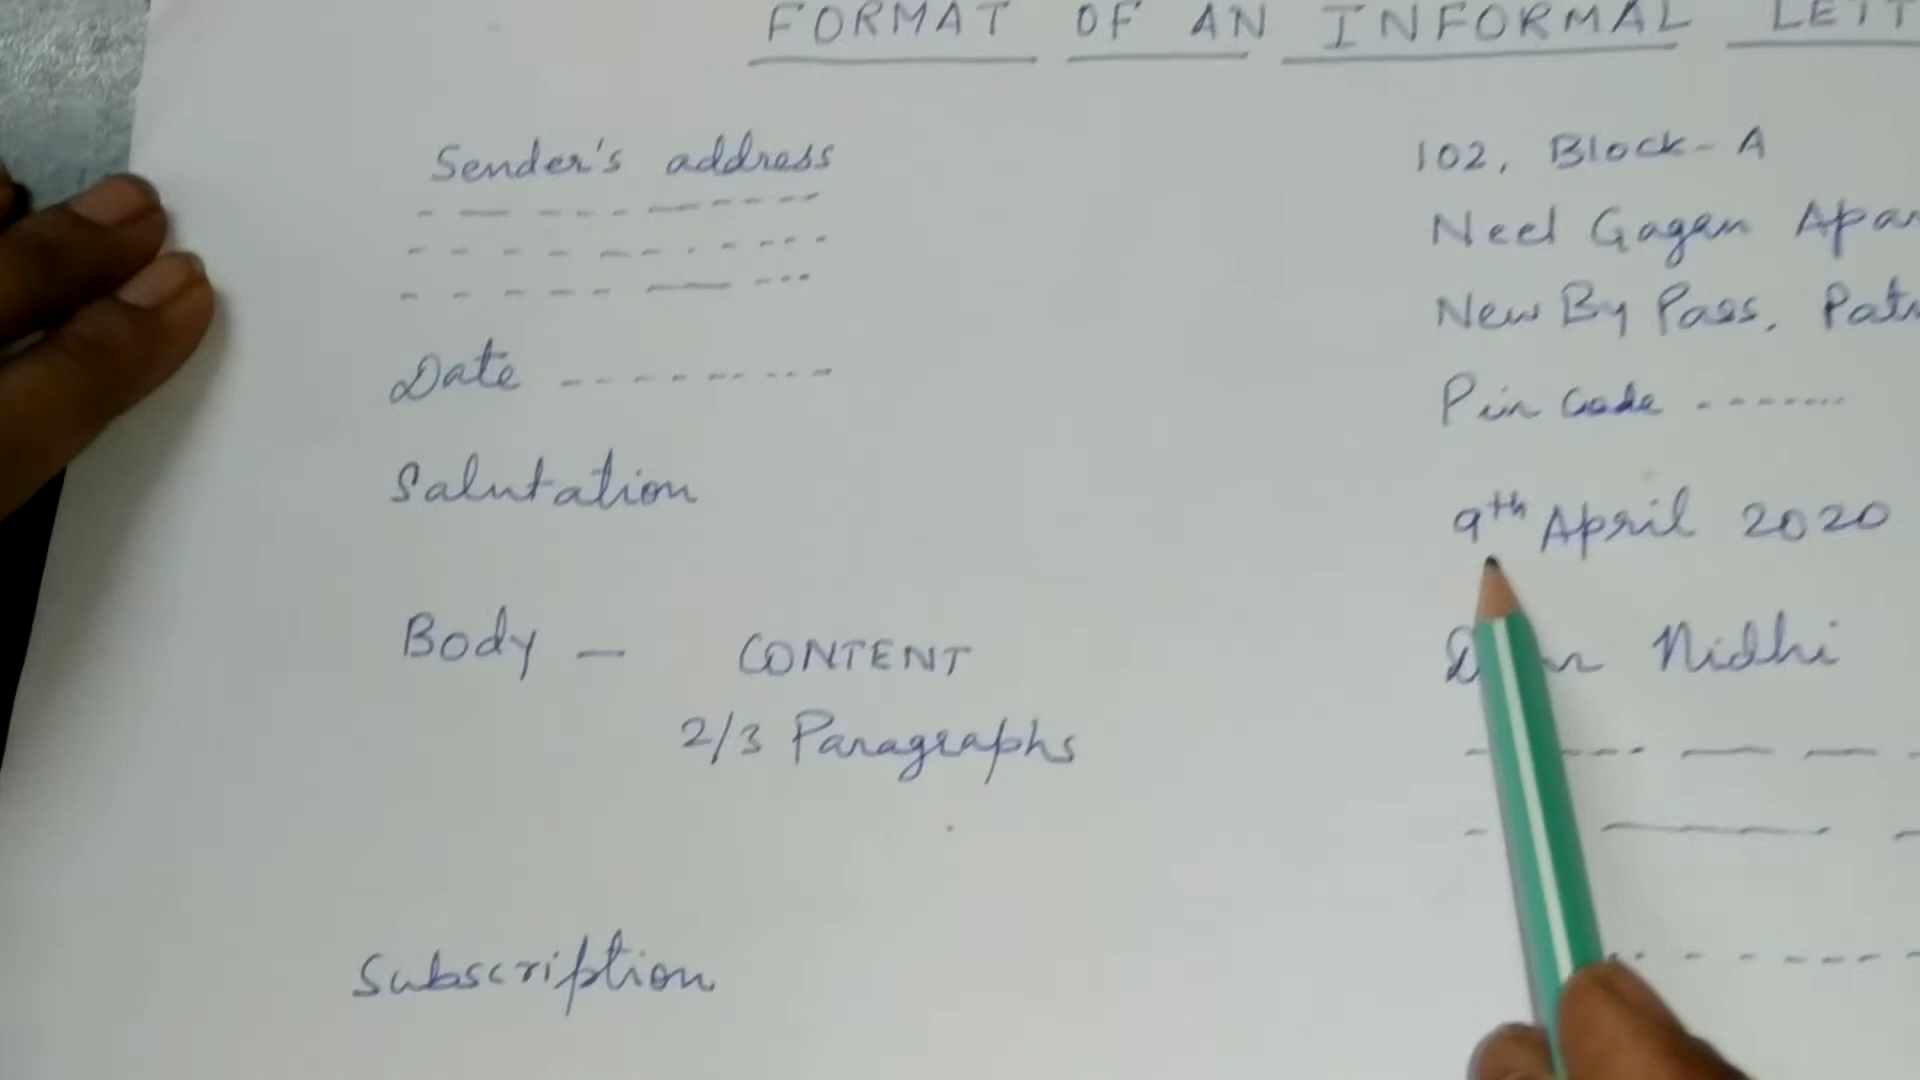 FORMAT OF AN INFORMAL
Sender's address
Date
Salutation
Body - CONTENT
2/3 Paragraphs
Subscription
102, Block-A
Neel Gagan
New By Pass,
Pin Code
9th April 2020
Nidhi